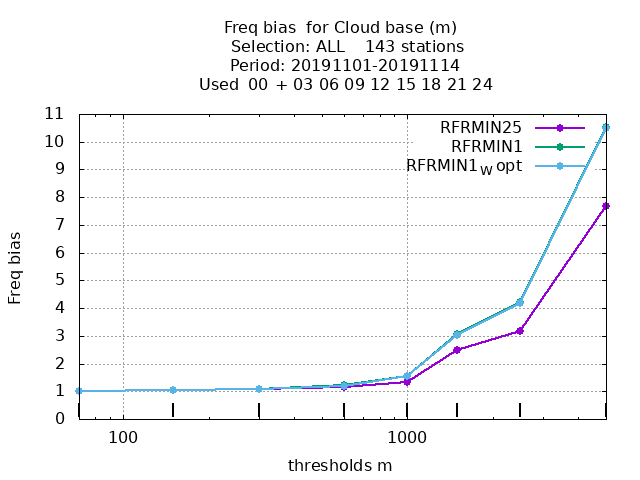 Freq bias  for Cloud base (m)
Selection: ALL    143 stations
Period: 20191101-20191114
Used  00 + 03 06 09 12 15 18 21 24
RFRMIN25
RFRMIN1
RFRMIN1W opt
11
10
9
8
7
6
5
4
3
2
1
0
Freq bias
100
1000
thresholds m